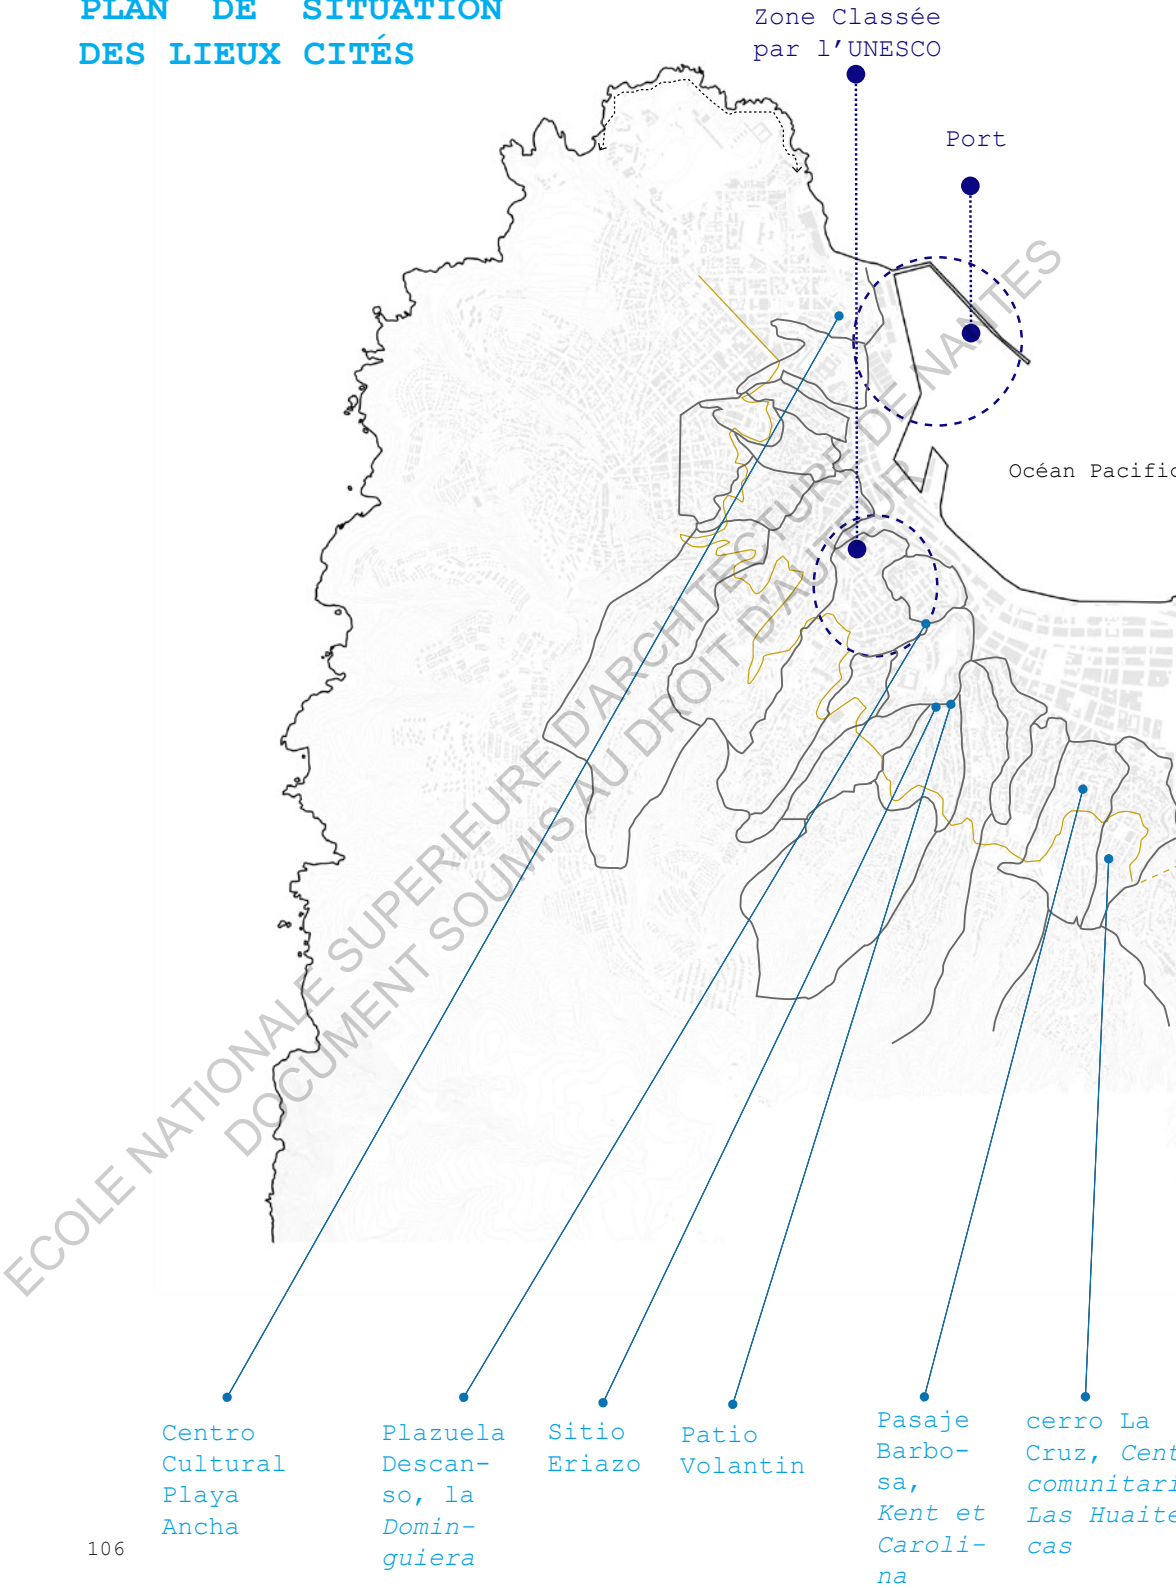 PLAN DE SITUATION
DES LIEUX CITÉS
Zone Classée
par l'UNESCO
Port
Océan Pacific
ECOLE NATIONALE SUPERIEURE D'ARCHITECTURE DE NANTES
DOCUMENT SOUMIS AU DROIT D'AUTEUR
Centro
Cultural
Playa
Ancha
Plazuela
Descan-
so, la
Domin-
guiera
Sitio
Eriazo
Patio
Volantin
Pasaje
Barbo-
sa,
Kent et
Caroli-
na
cerro La
Cruz, Cent
comunitari
Las Huaite
cas
106